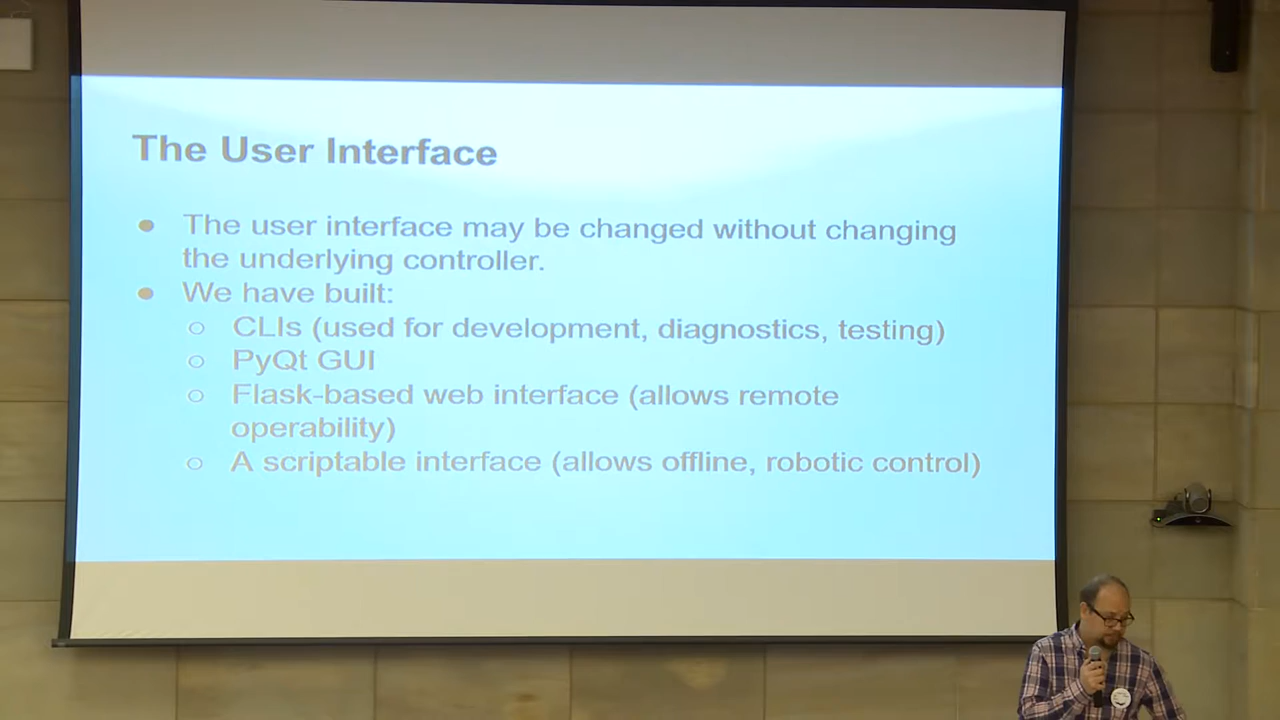 The User Interface
● The user interface may be changed without changing
the underlying controller.
● We have built:
○ CLIs (used for development, diagnostics, testing)
○ PyQt GUI
○ Flask-based web interface (allows remote
operability)
○ A scriptable interface (allows offline, robotic control)